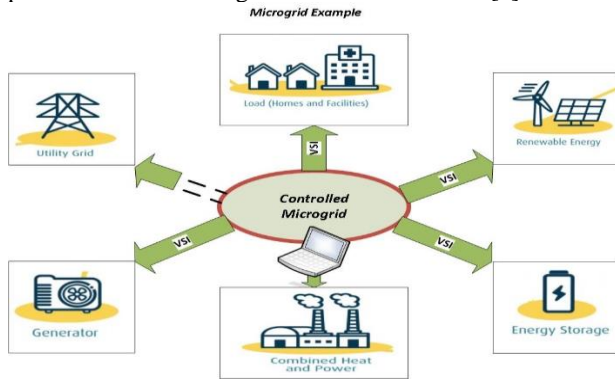 Microgrid Example
Load (Homes and Facilities)
Utility Grid
Renewable Energy
VSI
Controlled
Microgrid
VSI
VSI
VSI
Generator
Combined Heat
and Power
Energy Storage